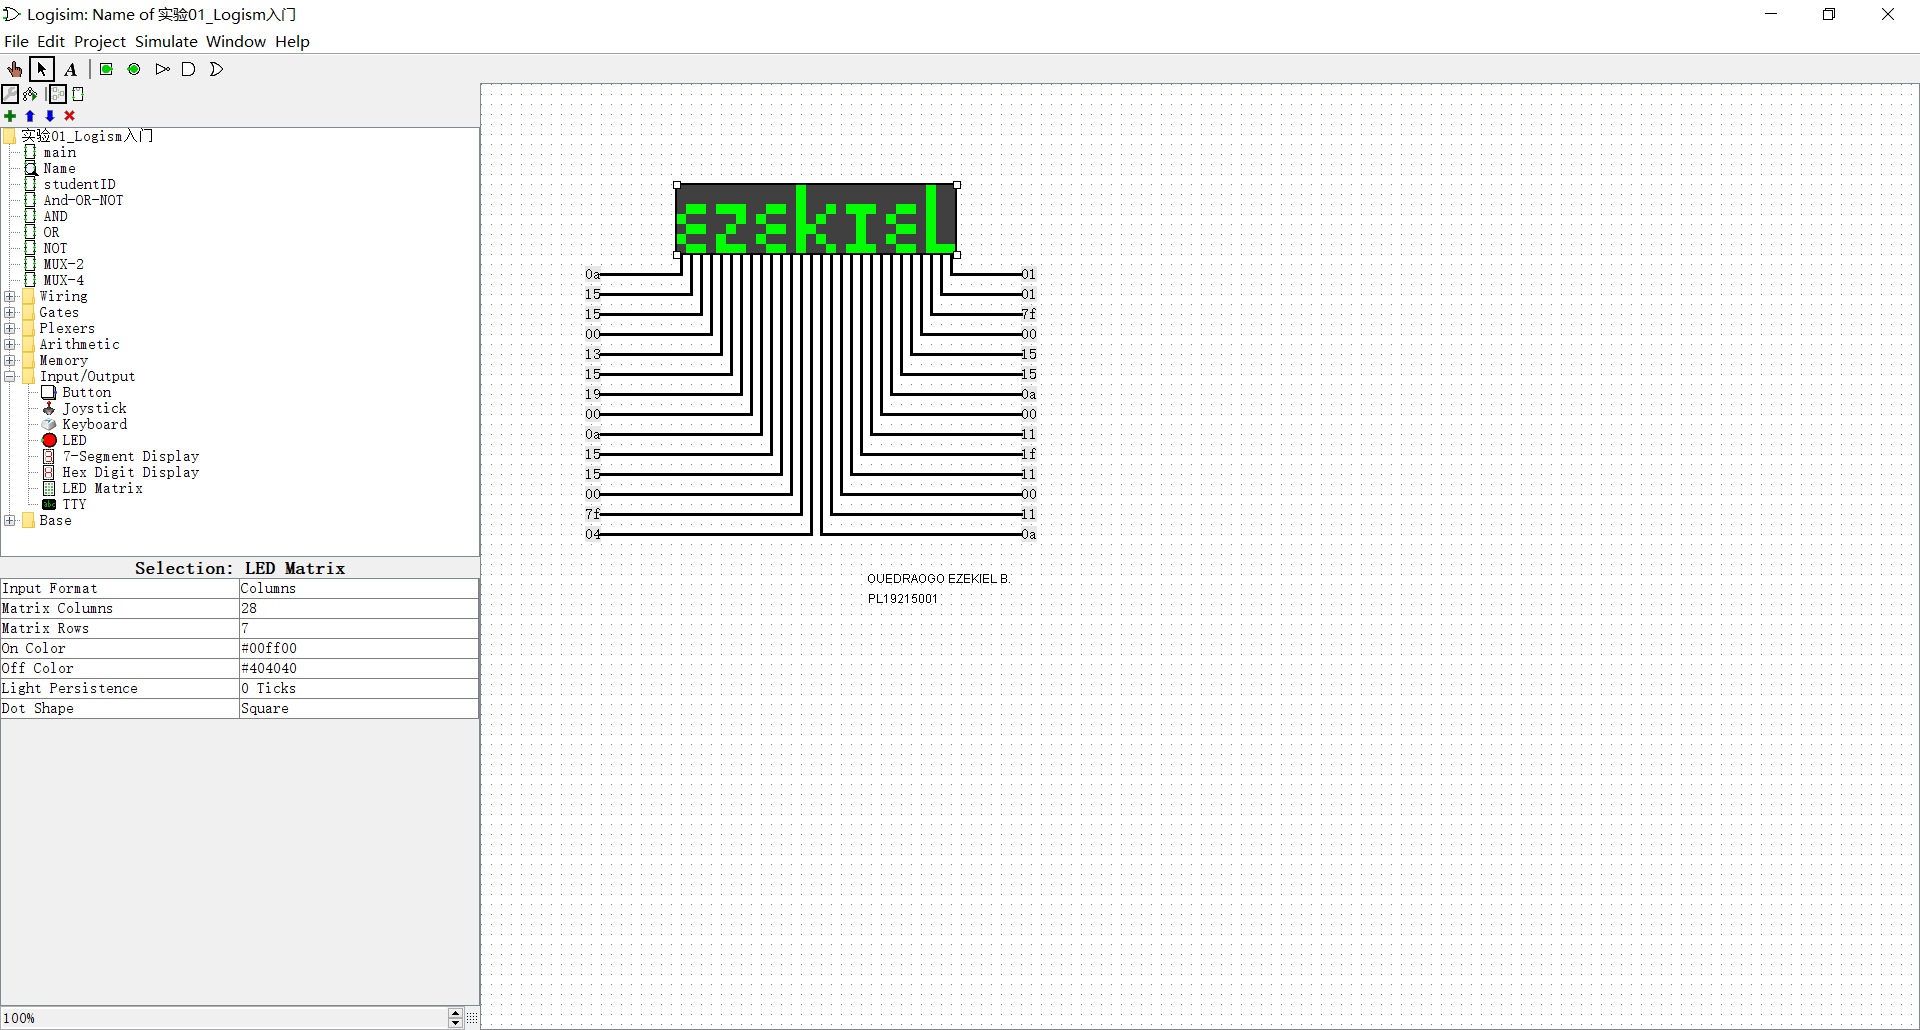 Logisim: Name of 实验01_Logism入门
File Edit Project Simulate Window Help
A
实验01_Logism入门
main
Name
studentID
And-OR-NOT
AND
OR
NOT
MUX-2
MUX-4
Wiring
Gates
Plexers
Arithmetic
Memory
Input/Output
Button
Joystick
Keyboard
LED
7-Segment Display
Hex Digit Display
LED Matrix
TTY
Base
Selection: LED Matrix
Input Format Columns
Matrix Columns 28
Matrix Rows 7
On Color #00ff00
Off Color #404040
Light Persistence 0 Ticks
Dot Shape Square
100%
ezekIeL
0a 01
15 01
15 7f
00 00
13 15
15 15
19 0a
00 00
0a 11
15 1f
15 11
00 00
7f 11
04 0a
OUEDRAOGO EZEKIEL B.
PL19215001